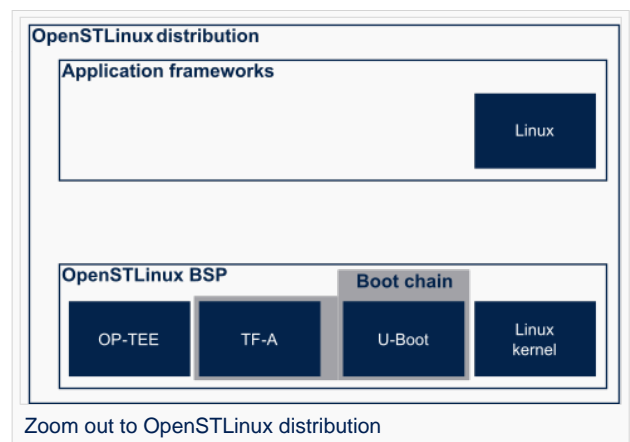 OpenSTLinux distribution
Application frameworks
Linux
OpenSTLinux BSP
Boot chain
OP-TEE
TF-A
U-Boot
Linux
kernel
Zoom out to OpenSTLinux distribution